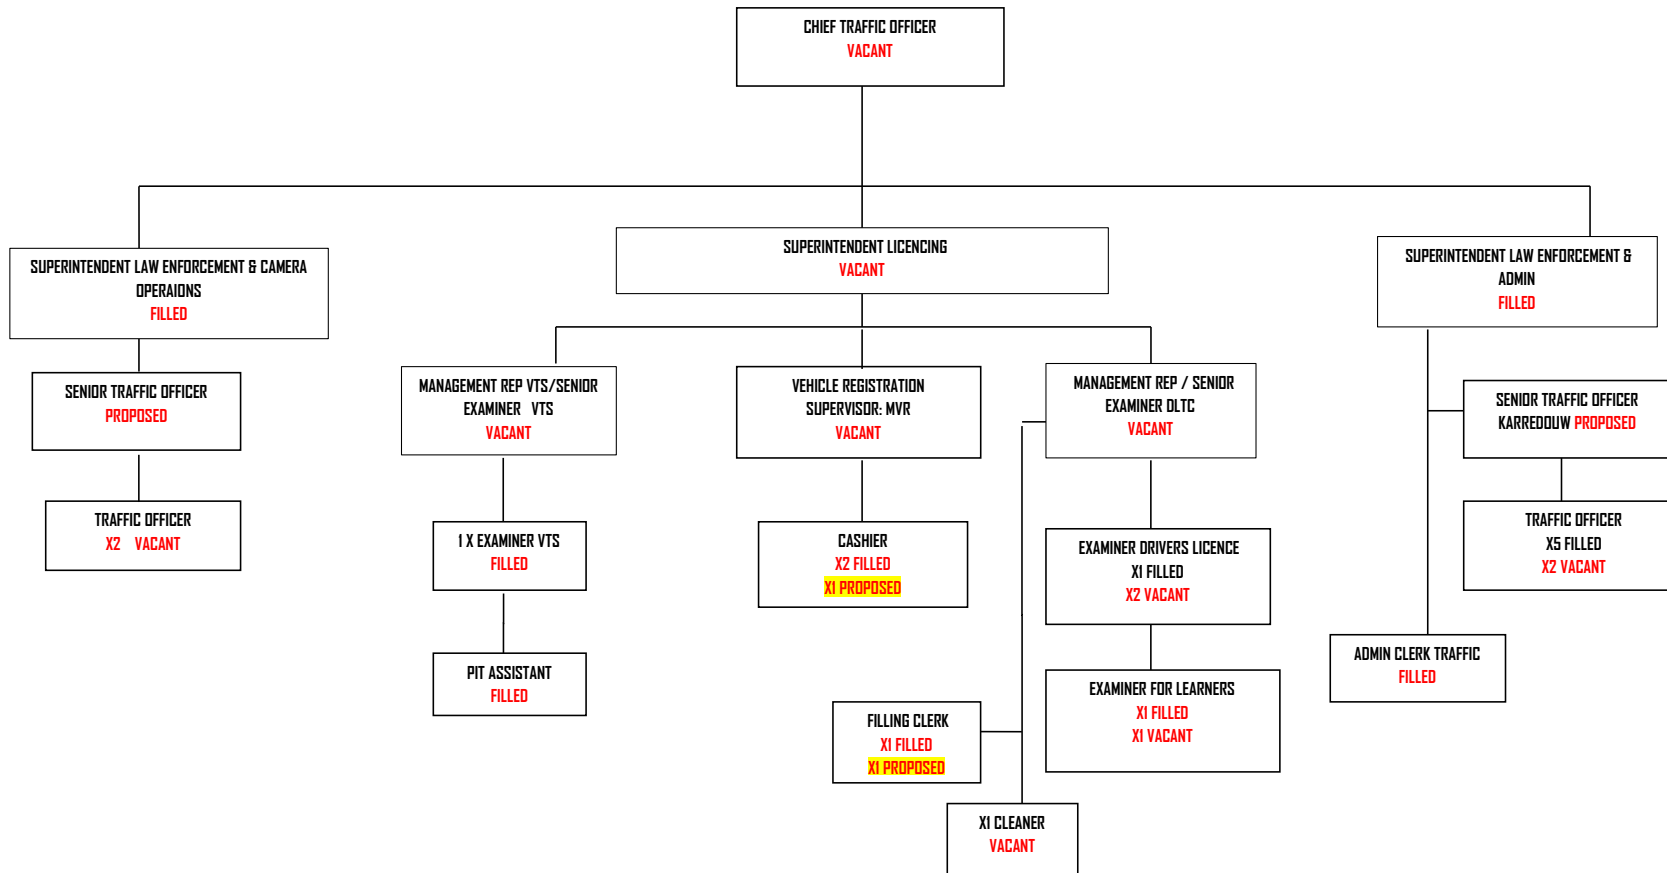 CHIEF TRAFFIC OFFICER
VACANT
SUPERINTENDENT LAW ENFORCEMENT & CAMERA
OPERAIONS
FILLED
SUPERINTENDENT LICENCING
VACANT
SUPERINTENDENT LAW ENFORCEMENT &
ADMIN
FILLED
SENIOR TRAFFIC OFFICER
PROPOSED
MANAGEMENT REP VTS/SENIOR
EXAMINER VTS
VACANT
VEHICLE REGISTRATION
SUPERVISOR: MVR
VACANT
MANAGEMENT REP / SENIOR
EXAMINER DLTC
VACANT
SENIOR TRAFFIC OFFICER
KARREDOUW PROPOSED
TRAFFIC OFFICER
X2 VACANT
1 X EXAMINER VTS
FILLED
CASHIER
X2 FILLED
X1 PROPOSED
EXAMINER DRIVERS LICENCE
X1 FILLED
X2 VACANT
TRAFFIC OFFICER
X5 FILLED
X2 VACANT
PIT ASSISTANT
FILLED
EXAMINER FOR LEARNERS
X1 FILLED
X1 VACANT
ADMIN CLERK TRAFFIC
FILLED
FILLING CLERK
X1 FILLED
X1 PROPOSED
X1 CLEANER
VACANT